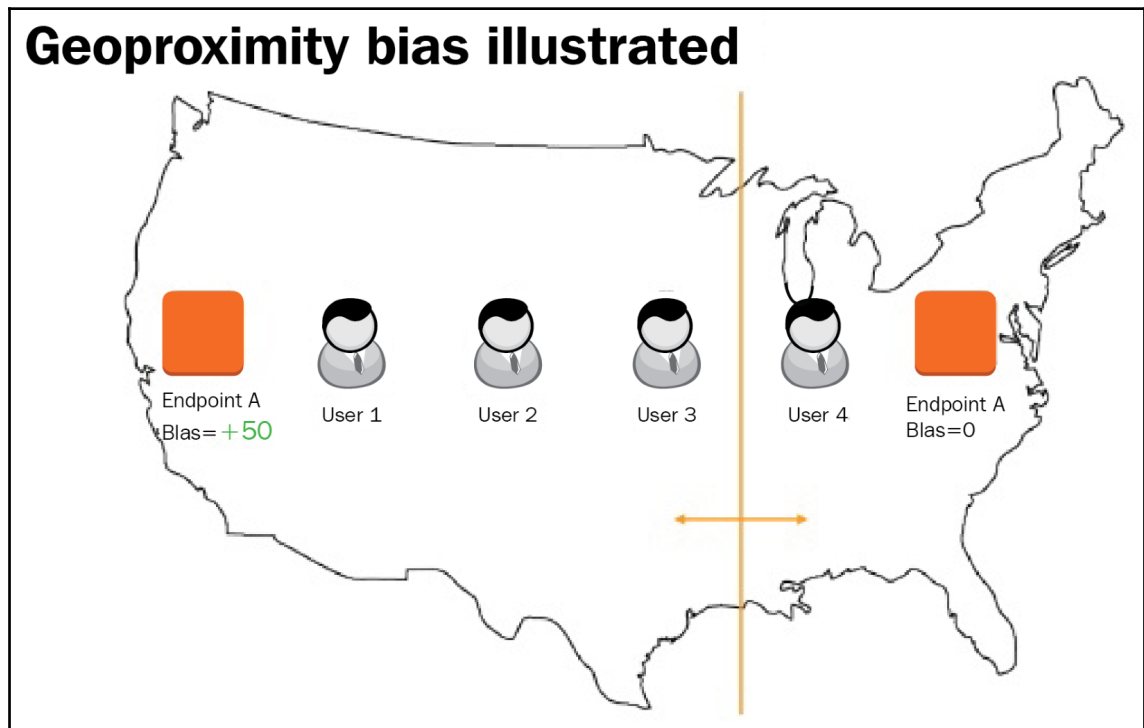 Geoproximity bias illustrated
Endpoint A
Blas= +50
User 1
User 2
User 3
User 4
Endpoint A
Blas=0